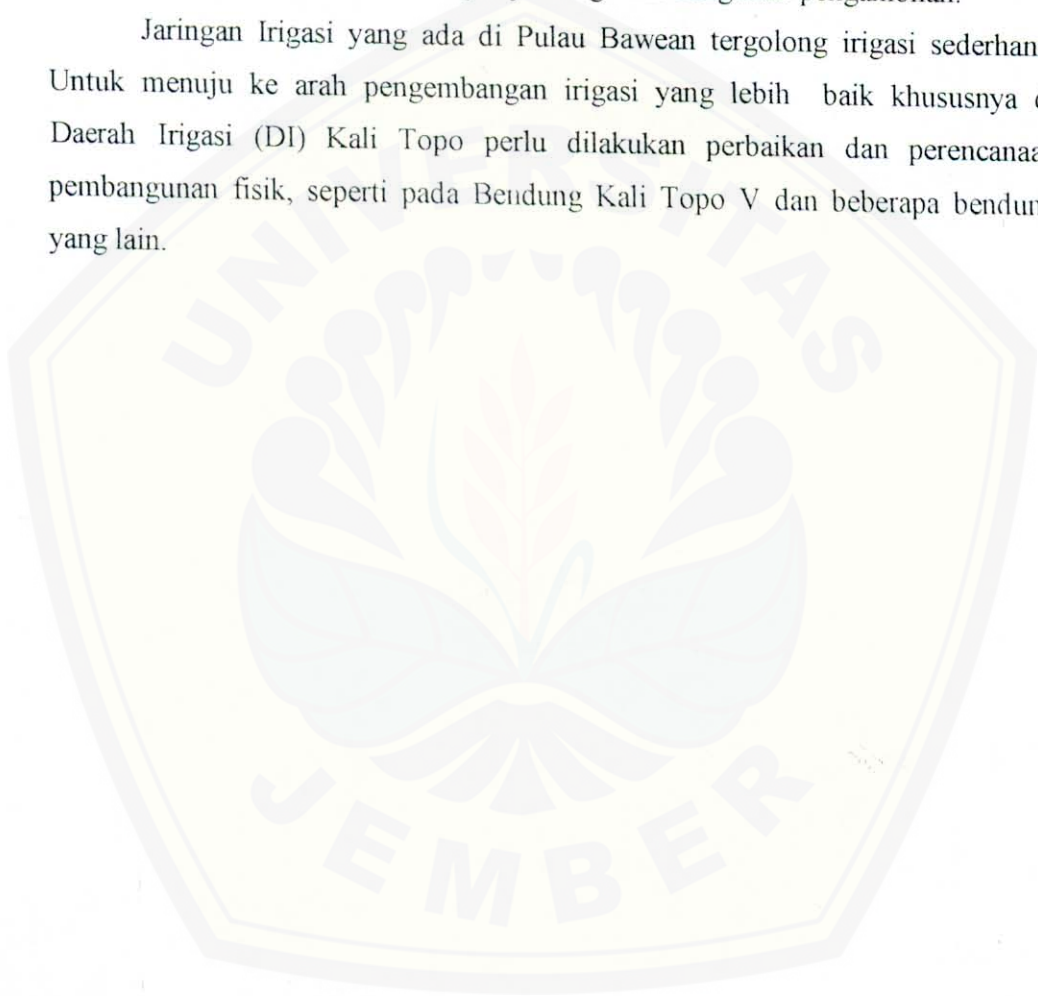 Jaringan Irigasi yang ada di Pulau Bawean tergolong irigasi sederhan
Untuk menuju ke arah pengembangan irigasi yang lebih baik khususnya
Daerah Irigasi (DI) Kali Topo perlu dilakukan perbaikan dan perencanaa
pembangunan fisik, seperti pada Bendung Kali Topo V dan beberapa bendun
yang lain.
UNIVERSITAS
JEMBER